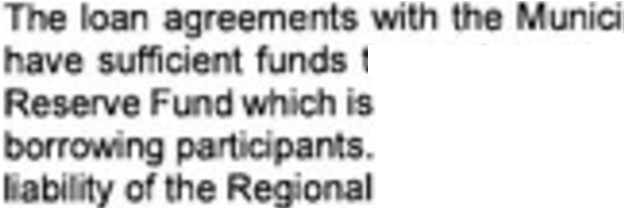 The loan agreements with the Munici
have sufficient funds t
Reserve Fund which is
borrowing participants.
liability of the Regional